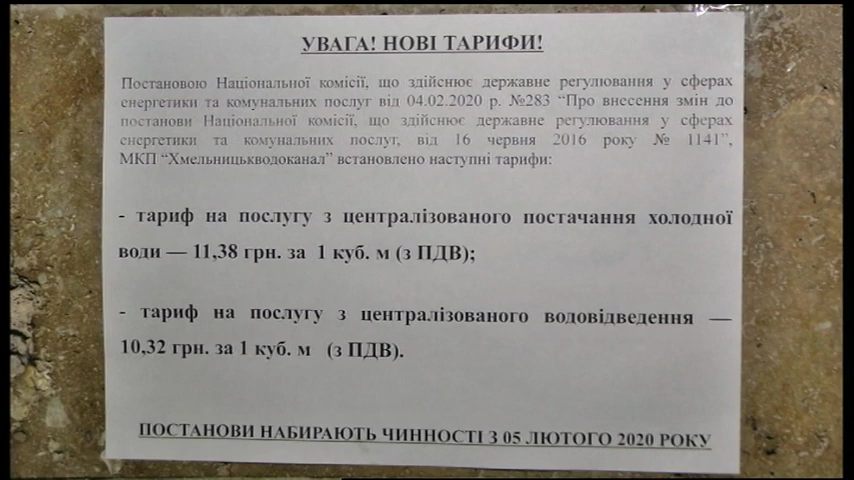 УВАГА! НОВІ ТАРИФИ!
Постановою Національної комісії, що здійснює державне регулювання у сферах
енергетики та комунальних послуг від 04.02.2020 р. №283 “Про внесення змін до
постанови Національної комісії, що здійснює державне регулювання у сферах
енергетики та комунальних послуг, від 16 червня 2016 року № 1141”,
МКП “Хмельницькводоканал” встановлено наступні тарифи:
- тариф на послугу з централізованого постачання холодної
води — 11,38 грн. за 1 куб. м (з ПДВ);
- тариф на послугу з централізованого водовідведення —
10,32 грн. за 1 куб. м (з ПДВ).
ПОСТАНОВИ НАБИРАЮТЬ ЧИННОСТІ З 05 ЛЮТОГО 2020 РОКУ